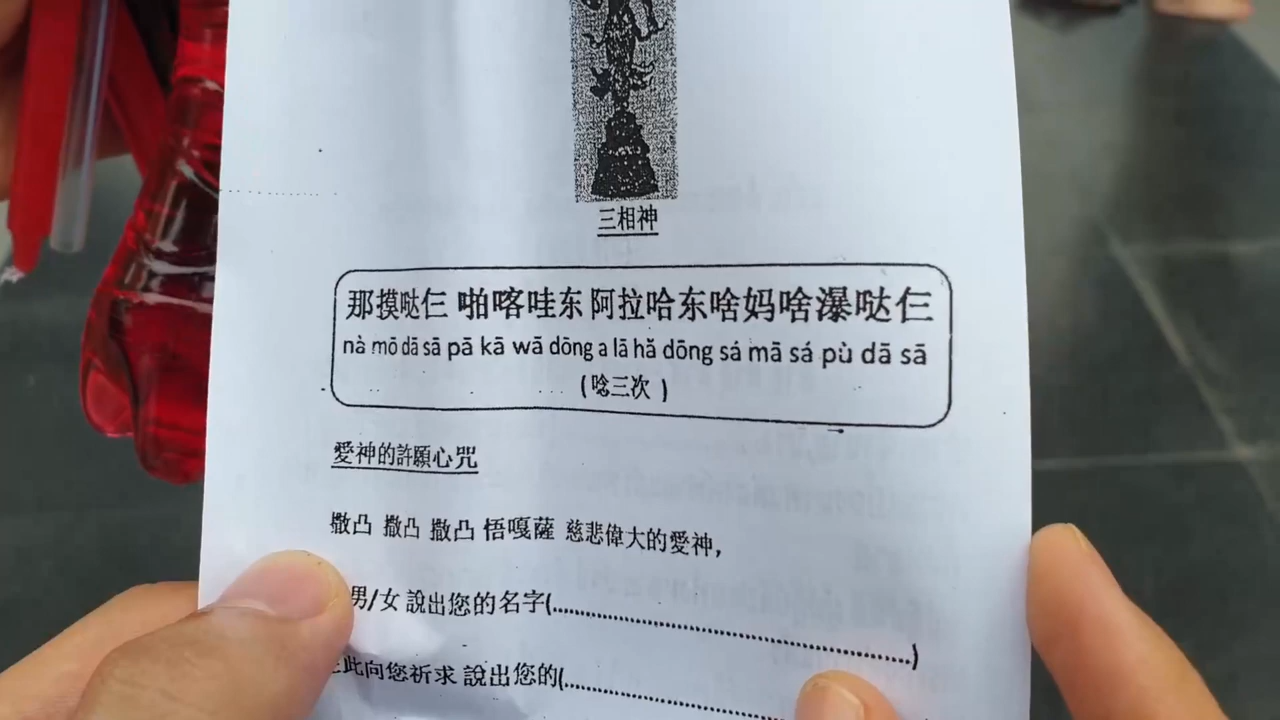 三相神
那摸哒仨 啪喀哇东 阿拉哈东啥妈啥瀑哒仨
nà mō dā sā pā kā wā dōng a lā hǎ dōng sá mā sá pù dā sā
(唸三次 )
愛神的許願心咒
撒凸 撒凸 撒凸 悟嘎薩 慈悲偉大的愛神,
男/女 說出您的名字(..............................................)
此向您祈求 說出您的(..............................